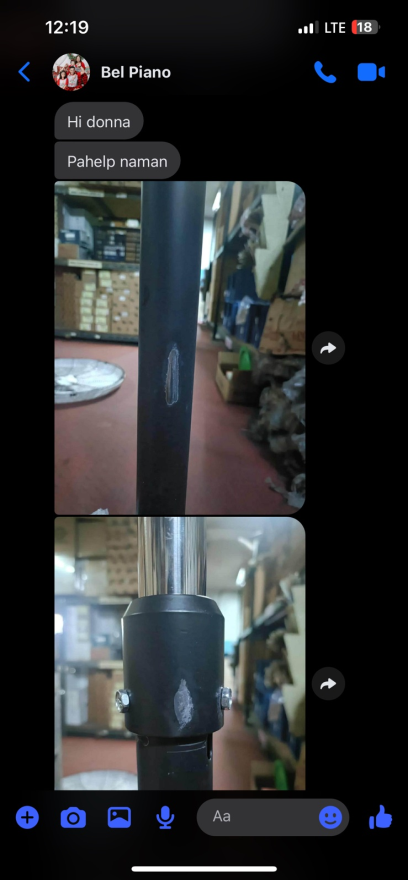 12:19
LTE
18
Bel Piano
Hi donna
Pahelp naman
Aa